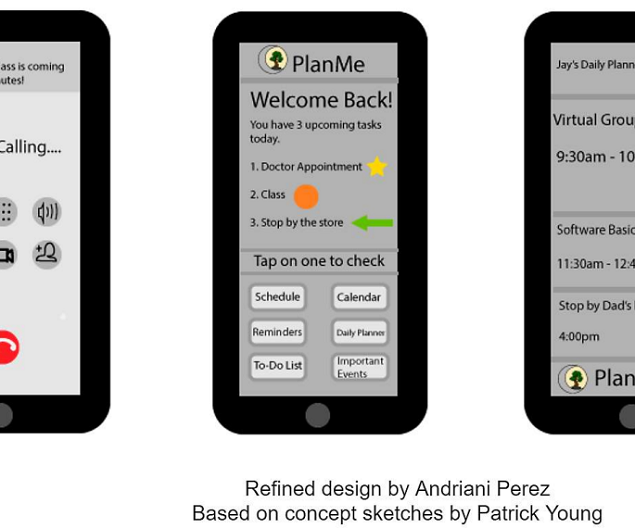 ass is coming
nutes!
Calling....
PlanMe
Welcome Back!
You have 3 upcoming tasks
today.
1. Doctor Appointment
2. Class
3. Stop by the store
Tap on one to check
Schedule
Calendar
Reminders
Daily Planner
To-Do List
Important
Events
Jay's Daily Plann
Virtual Grou
9:30am - 10
Software Basic
11:30am - 12:4
Stop by Dad's
4:00pm
Plan
Refined design by Andriani Perez
Based on concept sketches by Patrick Young